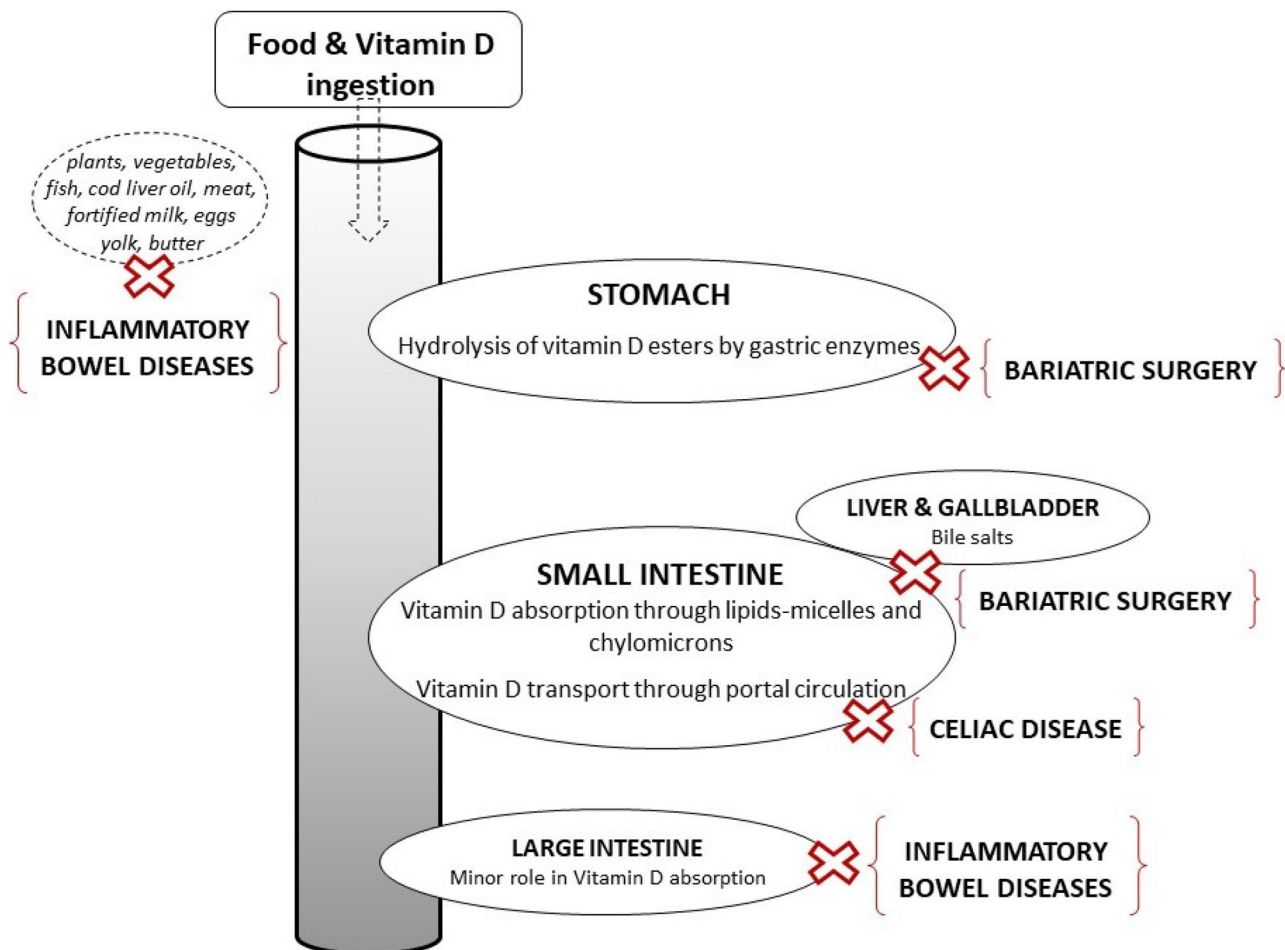 Food & Vitamin D
ingestion
plants, vegetables,
fish, cod liver oil, meat,
fortified milk, eggs
yolk, butter
INFLAMMATORY
BOWEL DISEASES
STOMACH
Hydrolysis of vitamin D esters by gastric enzymes
BARIATRIC SURGERY
LIVER & GALLBLADDER
Bile salts
BARIATRIC SURGERY
SMALL INTESTINE
Vitamin D absorption through lipids-micelles and
chylomicrons
Vitamin D transport through portal circulation
CELIAC DISEASE
LARGE INTESTINE
Minor role in Vitamin D absorption
INFLAMMATORY
BOWEL DISEASES